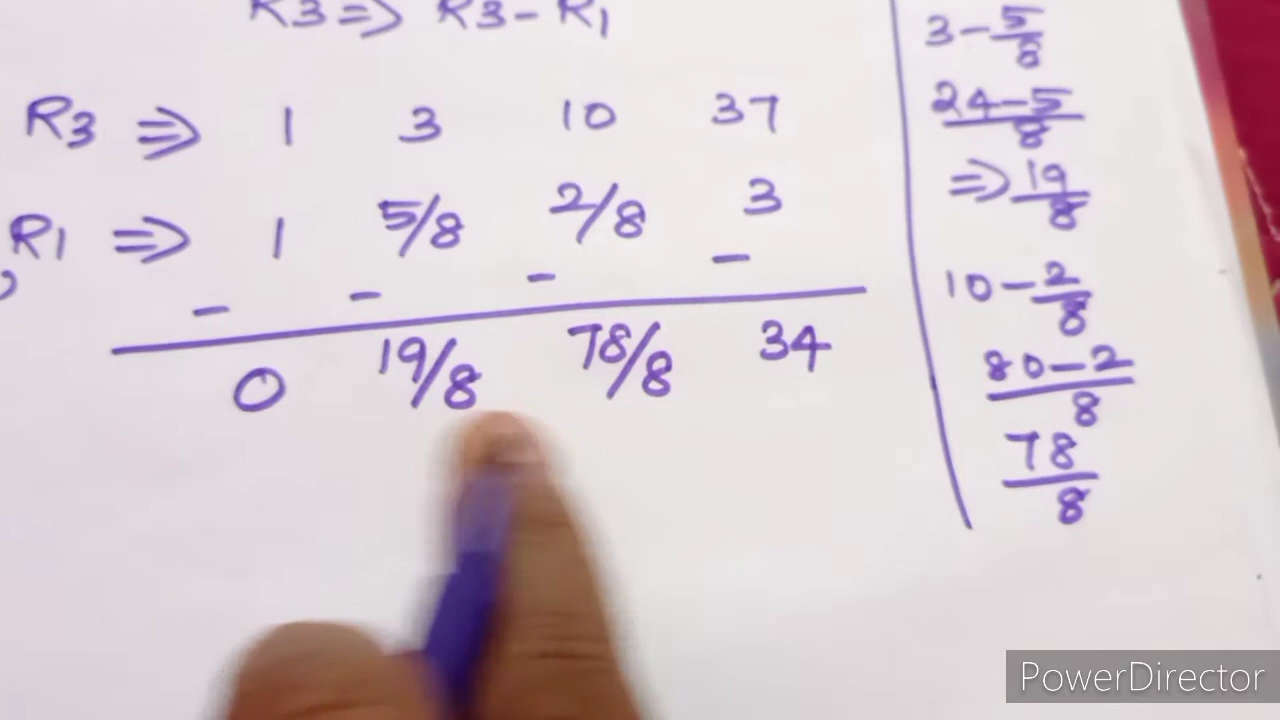 R3 => R3 - R1
R3 => 1 3 10 37
R1 => 1 5/8 2/8 3
- - - -
0 19/8 78/8 34
3 - 5/8
24-5/8
=> 19/8
10 - 2/8
80-2/8
78/8
PowerDirector